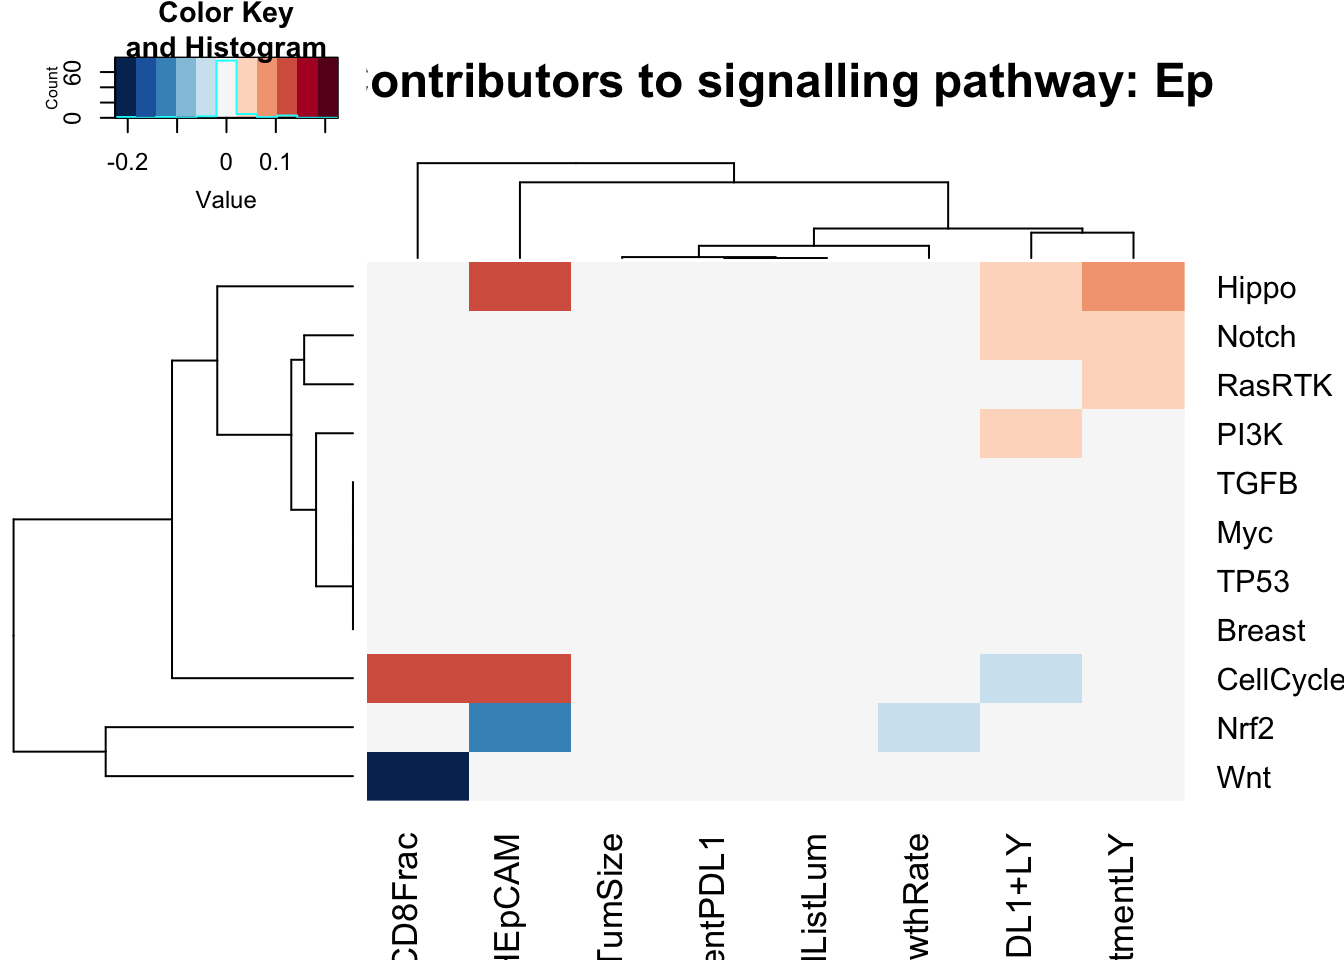 Color Key
and Histogram
Count
0 60
-0.2 0 0.1
Value
ontributors to signalling pathway: Ep
Hippo
Notch
RasRTK
PI3K
TGFB
Myc
TP53
Breast
CellCycle
Nrf2
Wnt
CD8Frac
EpCAM
TumSize
entPDL1
lListLum
wthRate
DL1+LY
tmentLY